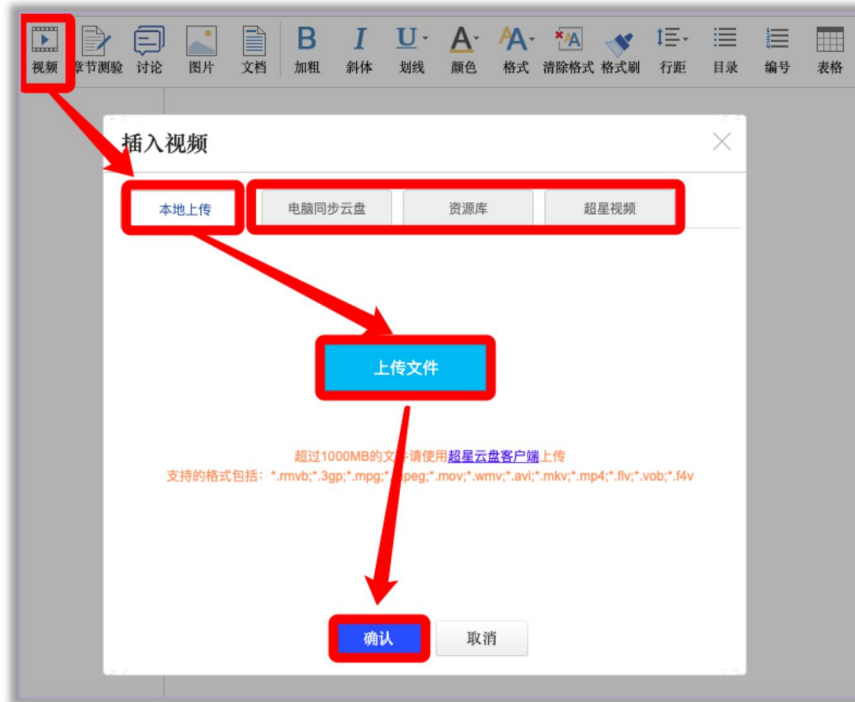 视频 章节测验 讨论 图片 文档 加粗 斜体 划线 颜色 格式 清除格式 格式刷 行距 目录 编号 表格
插入视频
本地上传 电脑同步云盘 资源库 超星视频
上传文件
超过1000MB的文件请使用超星云盘客户端上传
支持的格式包括：*.rmvb;*.3gp;*.mpg;*.mpeg;*.mov;*.wmv;*.avi;*.mkv;*.mp4;*.flv;*.vob;*.f4v
确认 取消